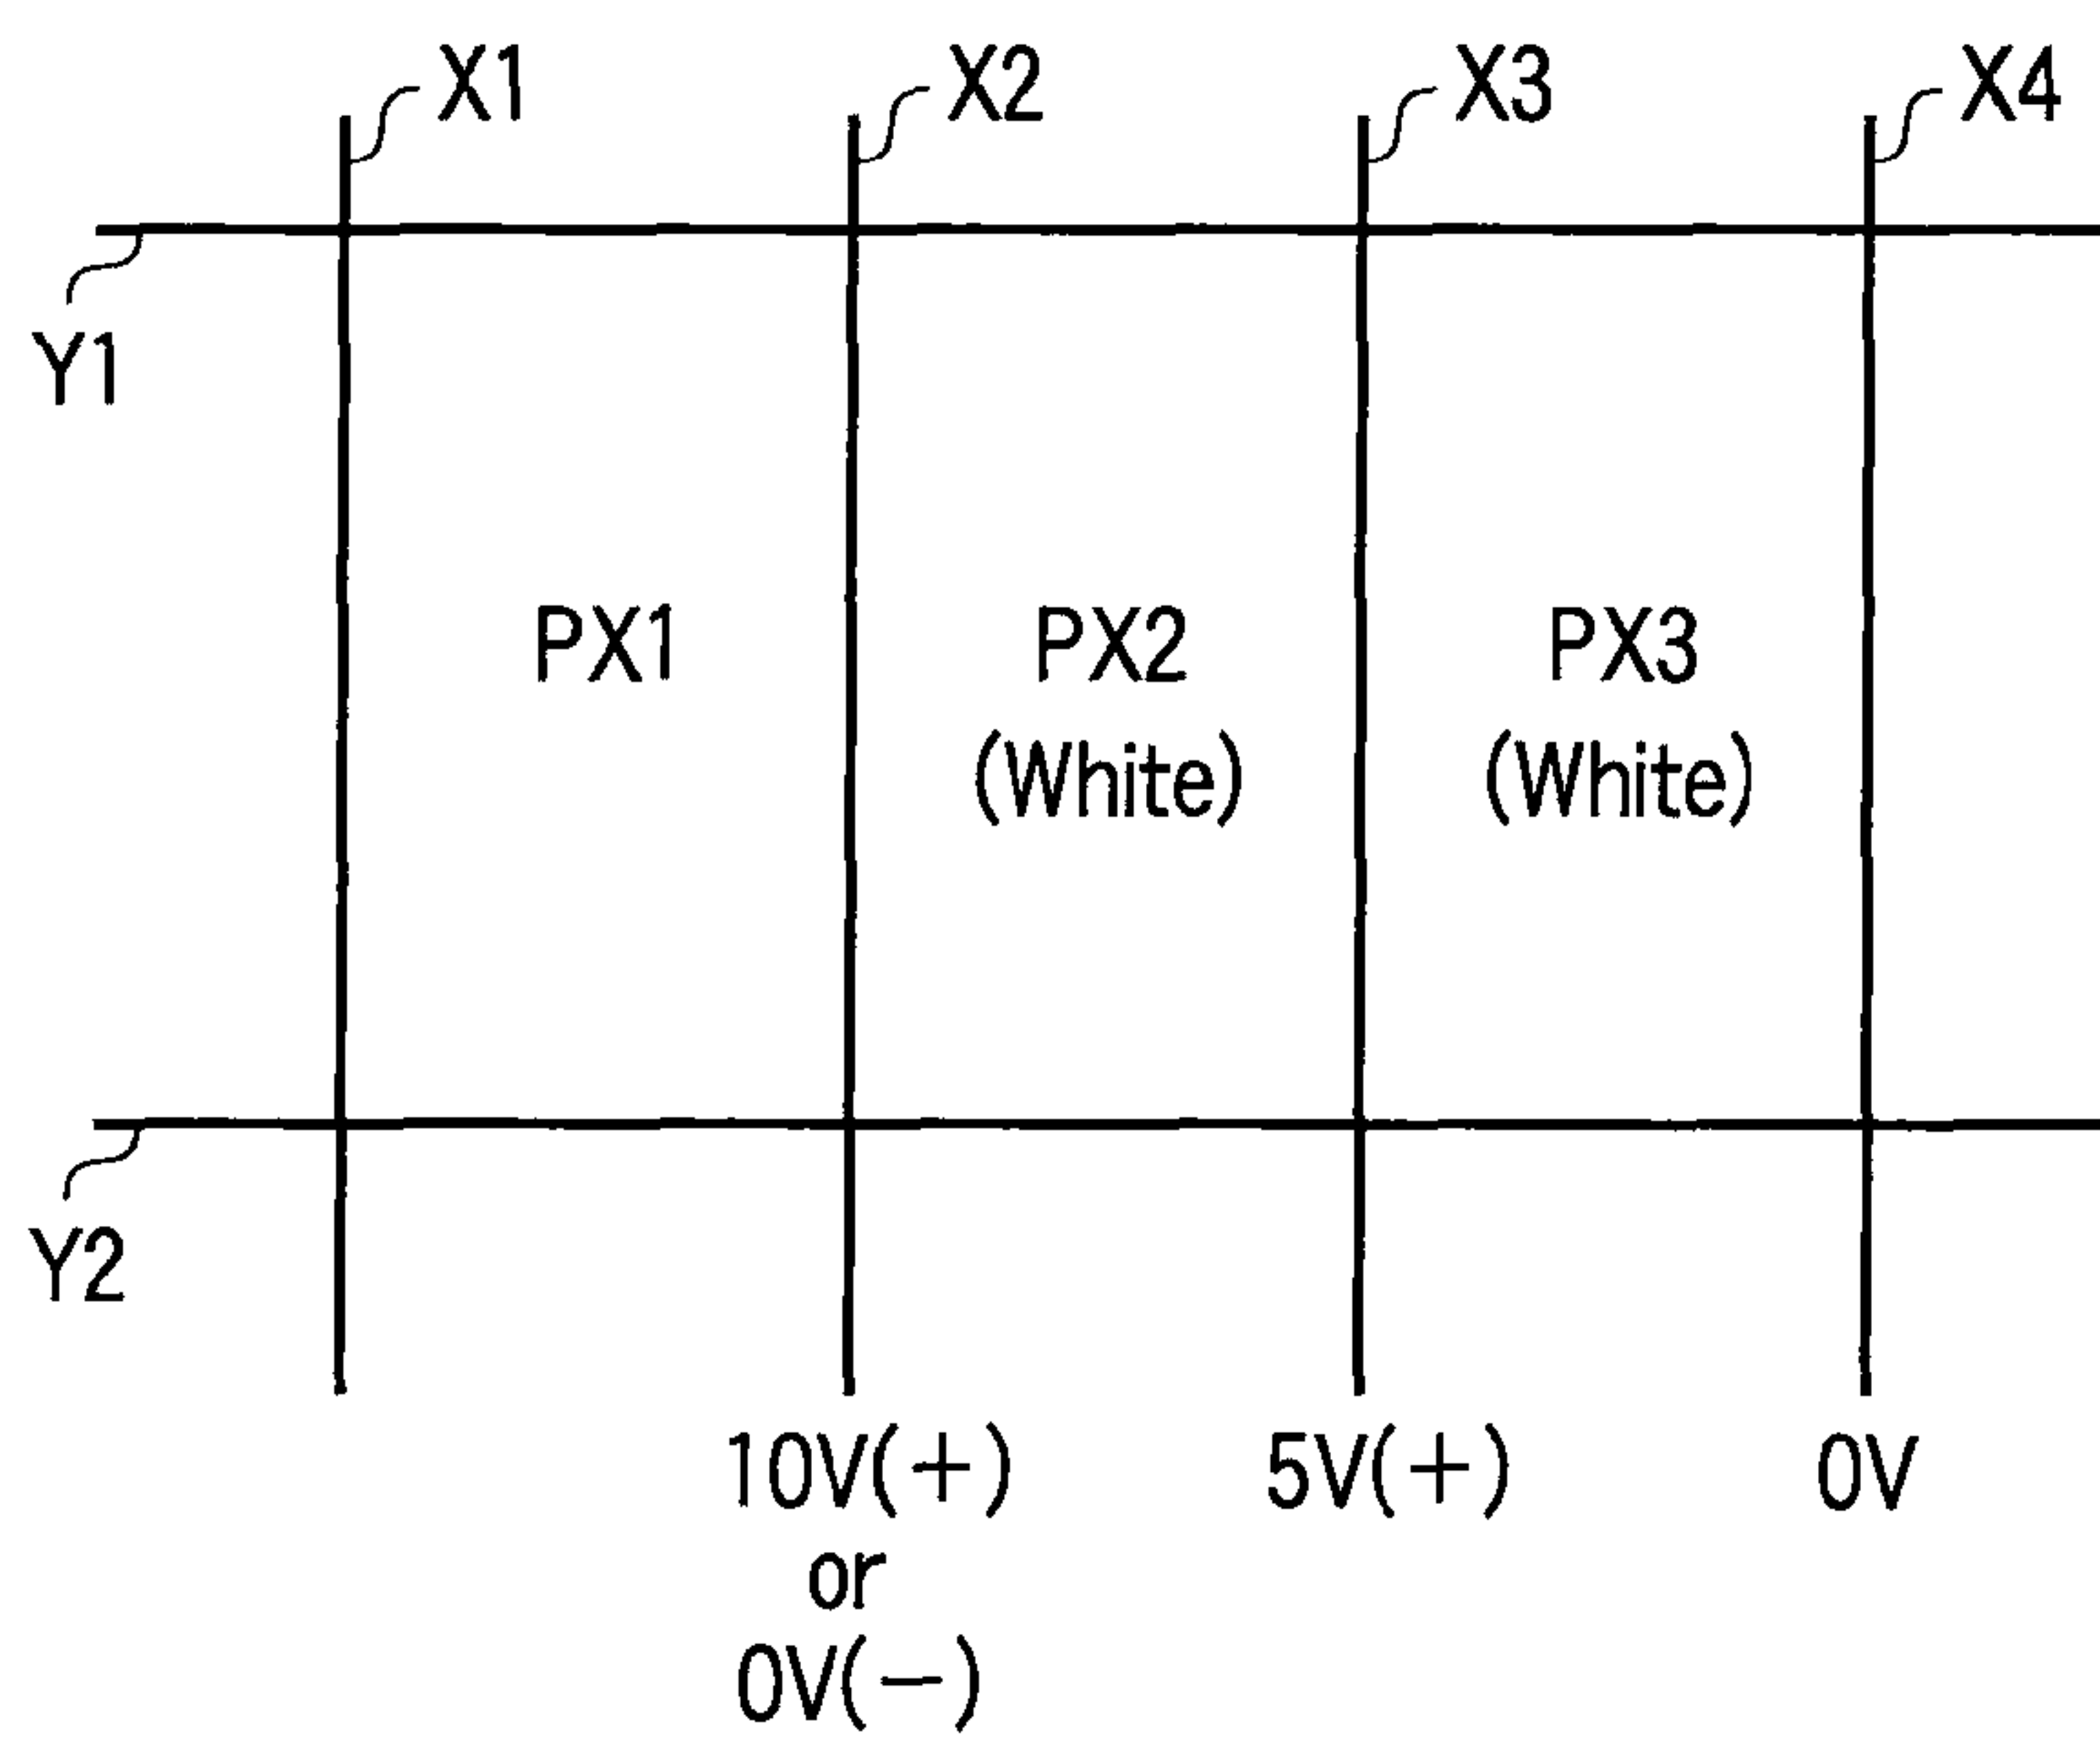 X1 X2 X3 X4
Y1
PX1 PX2 PX3
(White) (White)
Y2
10V(+) 5V(+) 0V
or
0V(−)